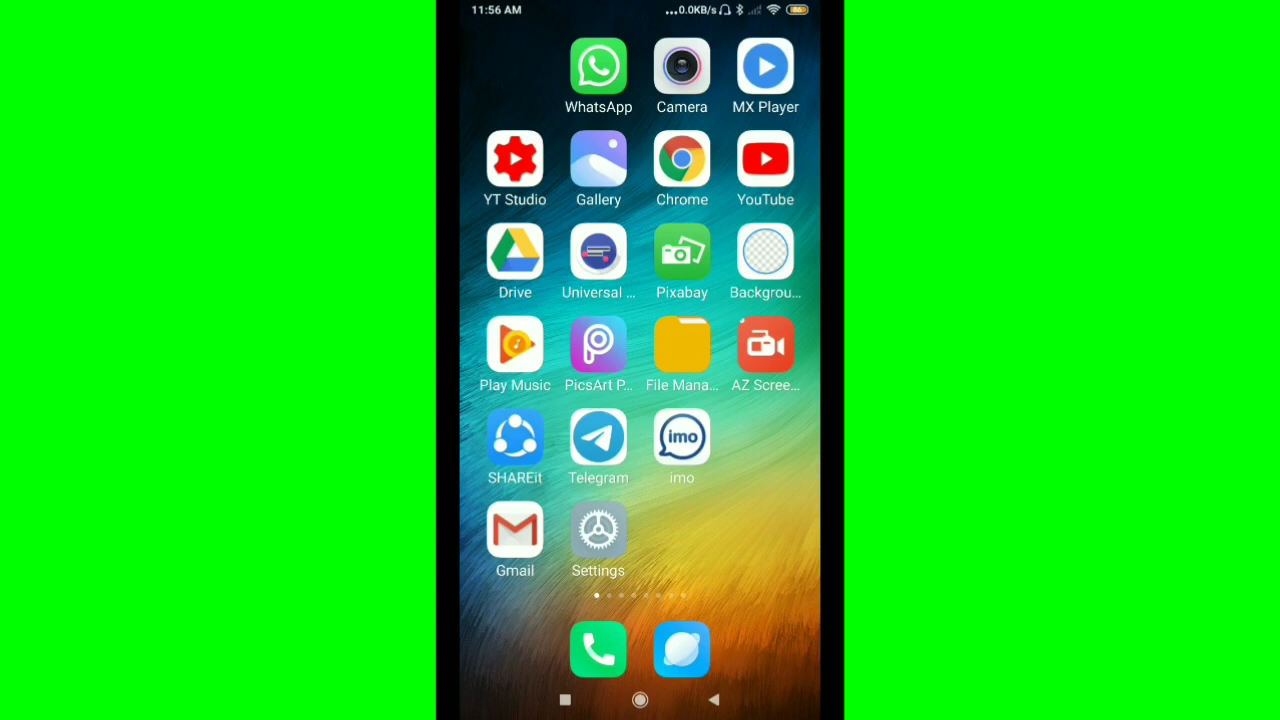 11:56 AM ...0.0KB/s
WhatsApp Camera MX Player
YT Studio Gallery Chrome YouTube
Drive Universal ... Pixabay Backgrou...
Play Music PicsArt P... File Mana... AZ Scree...
imo
SHAREit Telegram imo
Gmail Settings